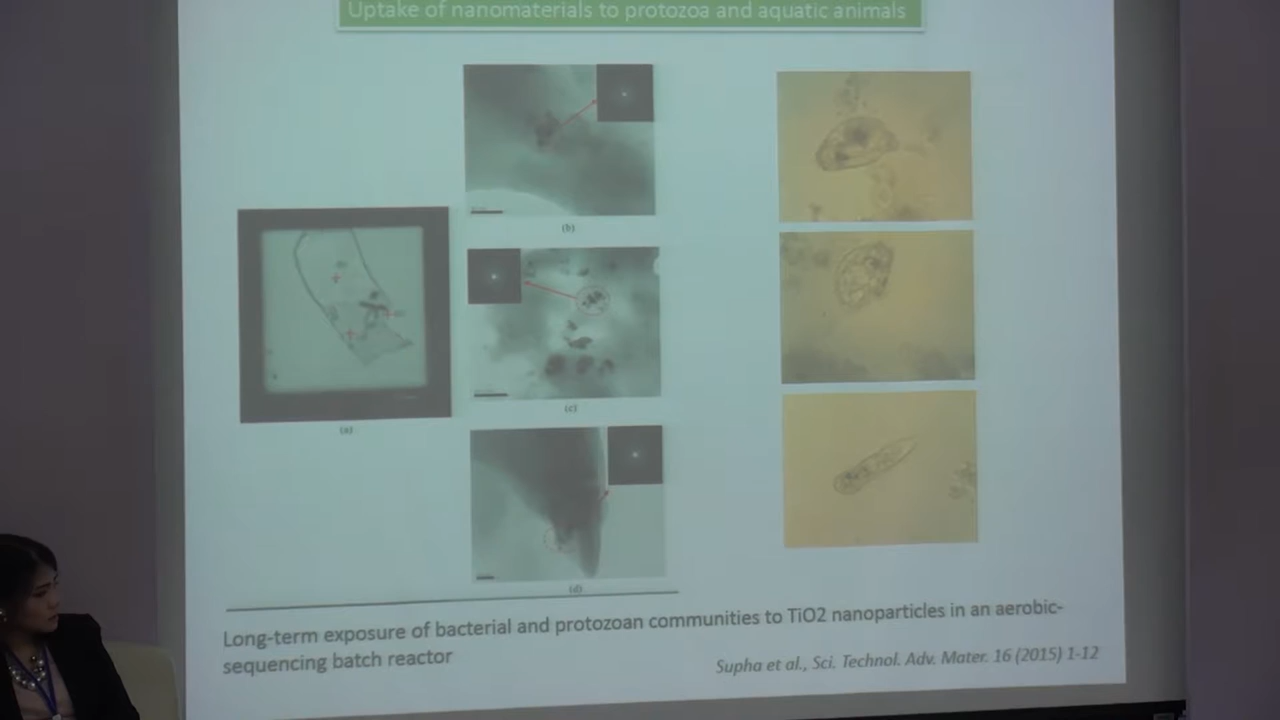 Uptake of nanomaterials to protozoa and aquatic animals
(b)
(c)
(a)
(d)
Long-term exposure of bacterial and protozoan communities to TiO2 nanoparticles in an aerobic-
sequencing batch reactor
Supha et al., Sci. Technol. Adv. Mater. 16 (2015) 1-12